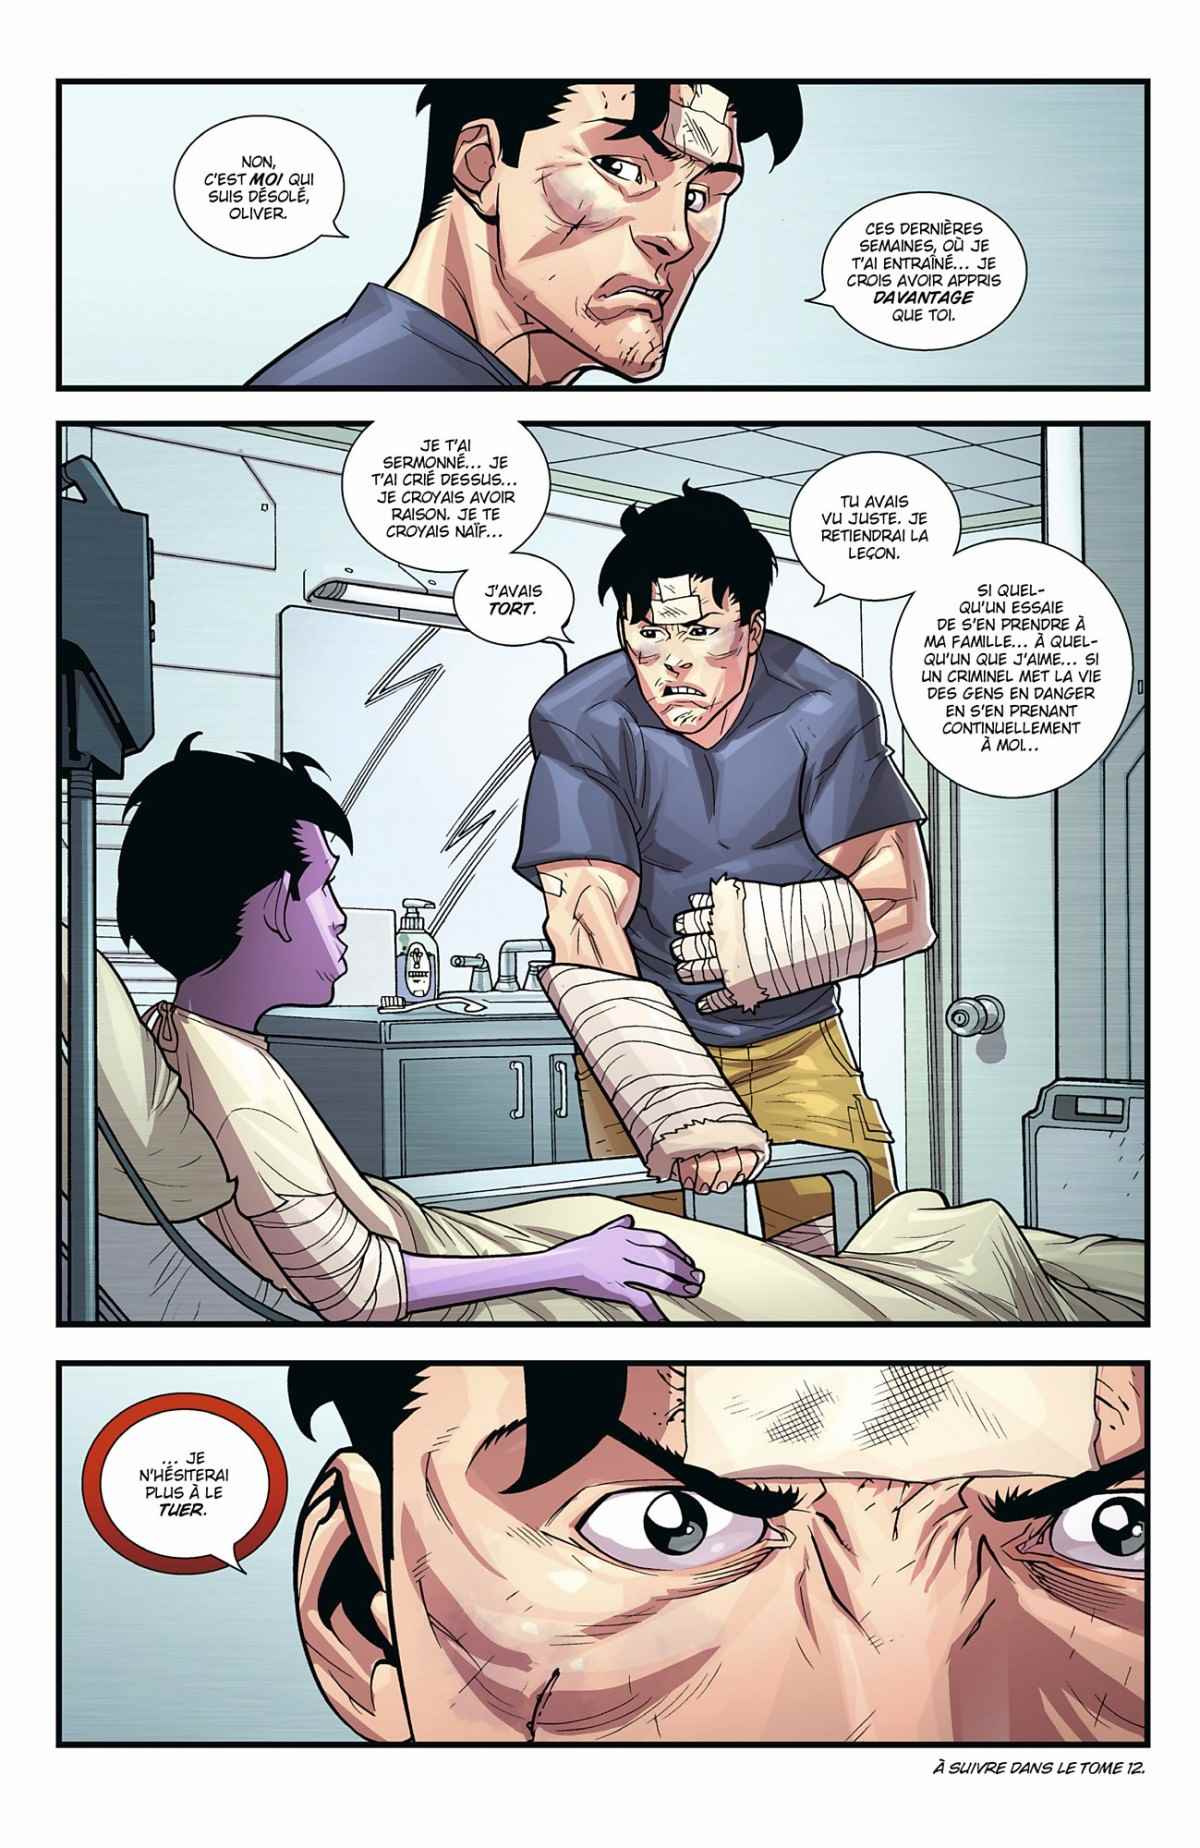 NON,
C'EST MOI QUI
SUIS DÉSOLÉ,
OLIVER.
CES DERNIÈRES
SEMAINES, OÙ JE
T'AI ENTRAÎNÉ... JE
CROIS AVOIR APPRIS
DAVANTAGE
QUE TOI.
JE T'AI
SERMONNÉ... JE
T'AI CRIÉ DESSUS...
JE CROYAIS AVOIR
RAISON. JE TE
CROYAIS NAÏF...
J'AVAIS
TORT.
TU AVAIS
VU JUSTE. JE
RETIENDRAI LA
LEÇON.
SI QUEL-
QU'UN ESSAIE
DE S'EN PRENDRE À
MA FAMILLE... À QUEL-
QU'UN QUE J'AIME... SI
UN CRIMINEL MET LA VIE
DES GENS EN DANGER
EN S'EN PRENANT
CONTINUELLEMENT
À MOI...
... JE
N'HÉSITERAI
PLUS À LE
TUER.
À SUIVRE DANS LE TOME 12.